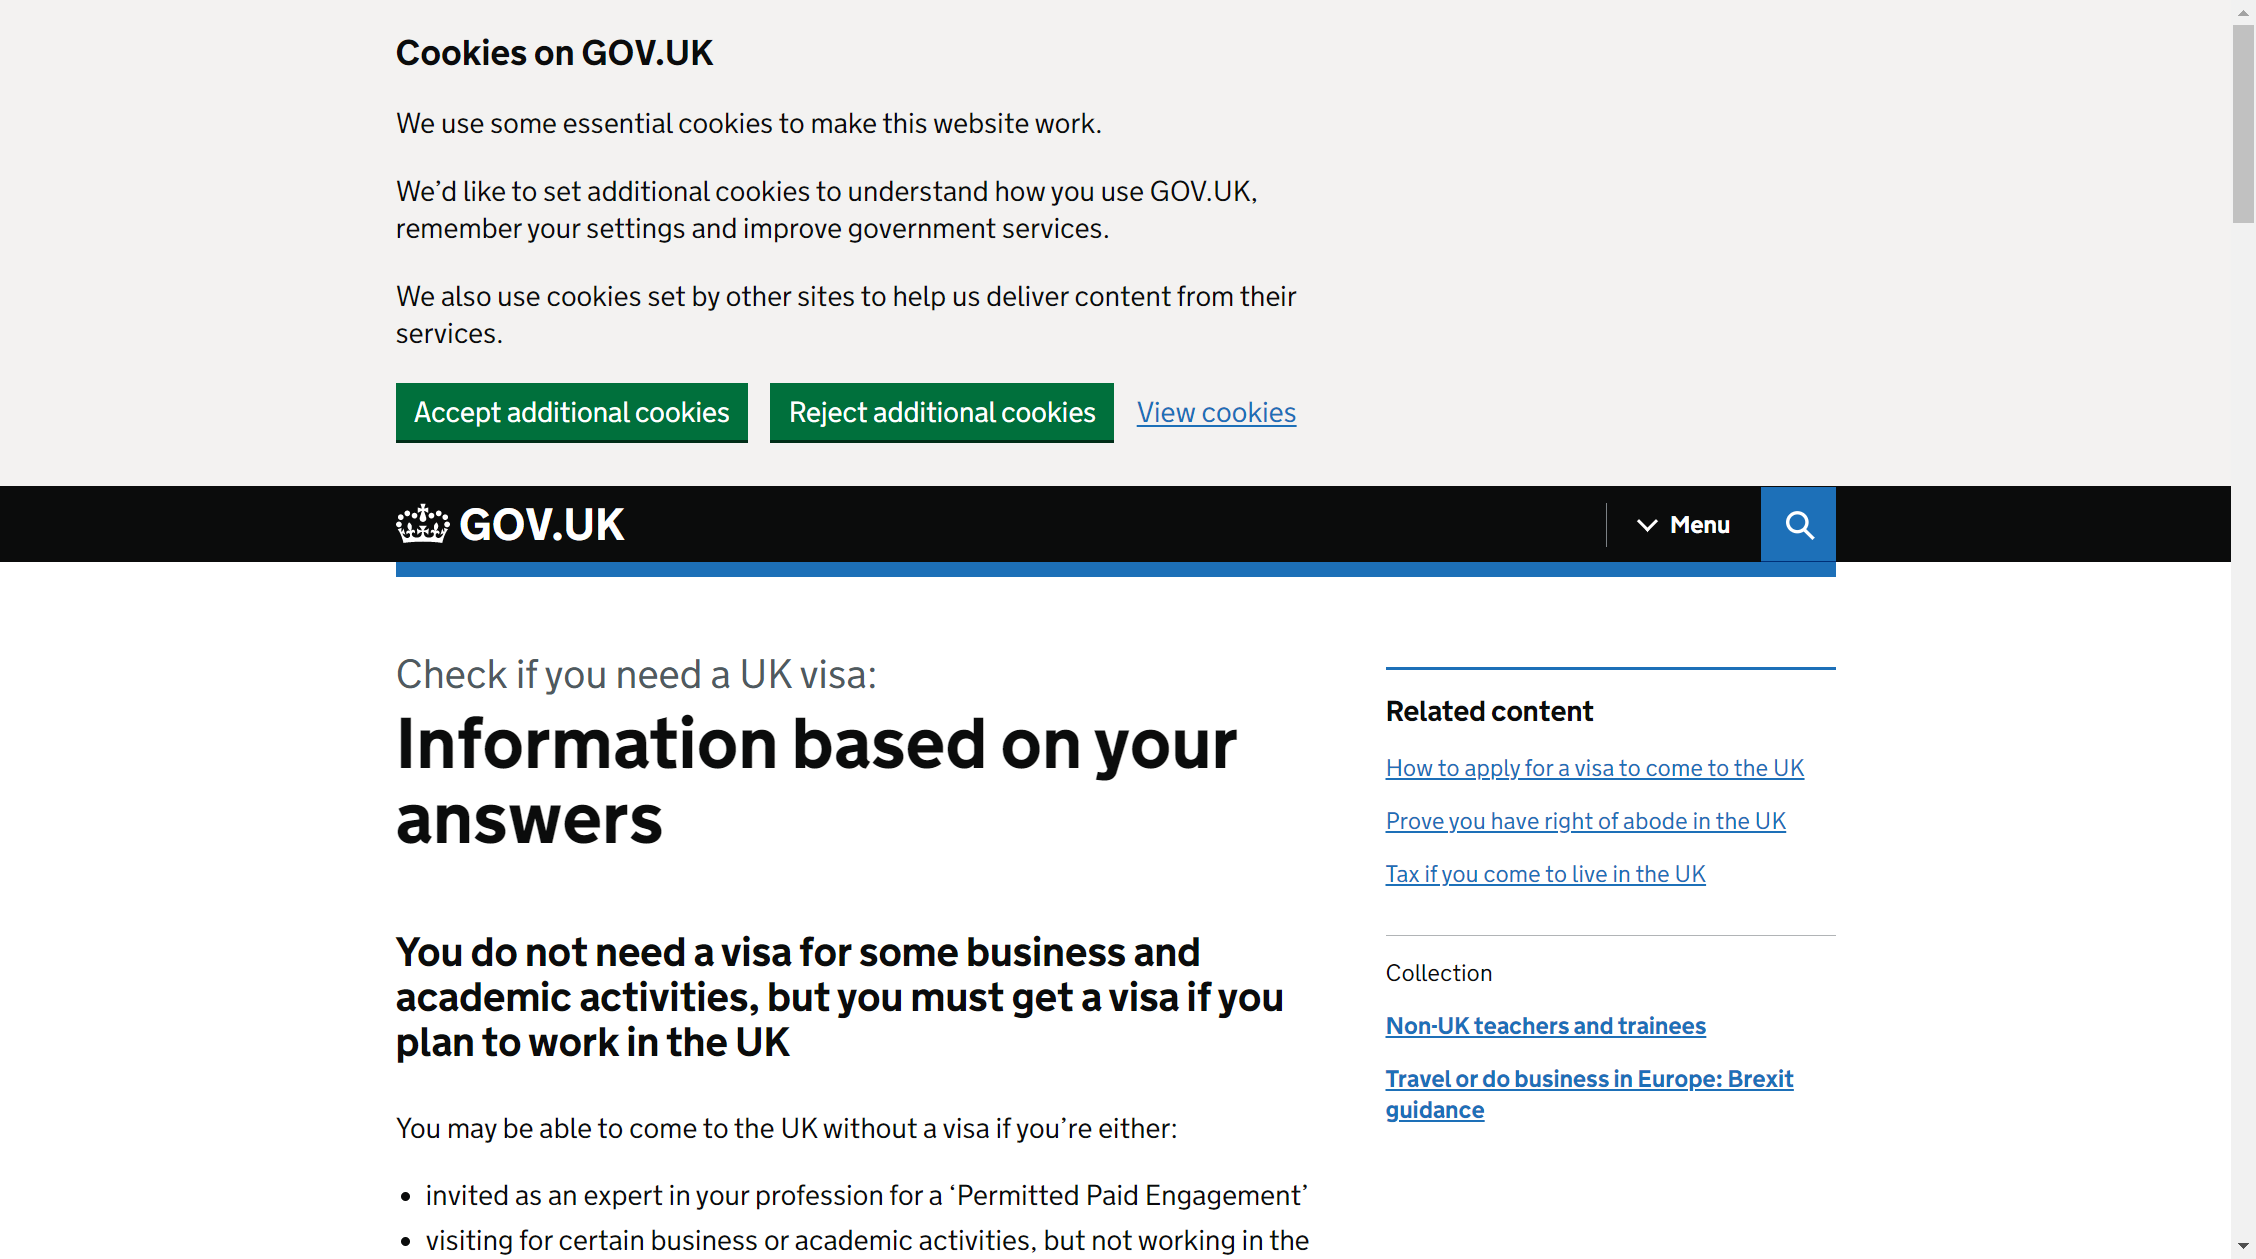 Cookies on GOV.UK
We use some essential cookies to make this website work.
We’d like to set additional cookies to understand how you use GOV.UK,
remember your settings and improve government services.
We also use cookies set by other sites to help us deliver content from their
services.
Accept additional cookies
Reject additional cookies
View cookies
GOV.UK
Menu
Check if you need a UK visa:
Information based on your
answers
You do not need a visa for some business and
academic activities, but you must get a visa if you
plan to work in the UK
You may be able to come to the UK without a visa if you’re either:
• invited as an expert in your profession for a ‘Permitted Paid Engagement’
• visiting for certain business or academic activities, but not working in the
Related content
How to apply for a visa to come to the UK
Prove you have right of abode in the UK
Tax if you come to live in the UK
Collection
Non-UK teachers and trainees
Travel or do business in Europe: Brexit
guidance